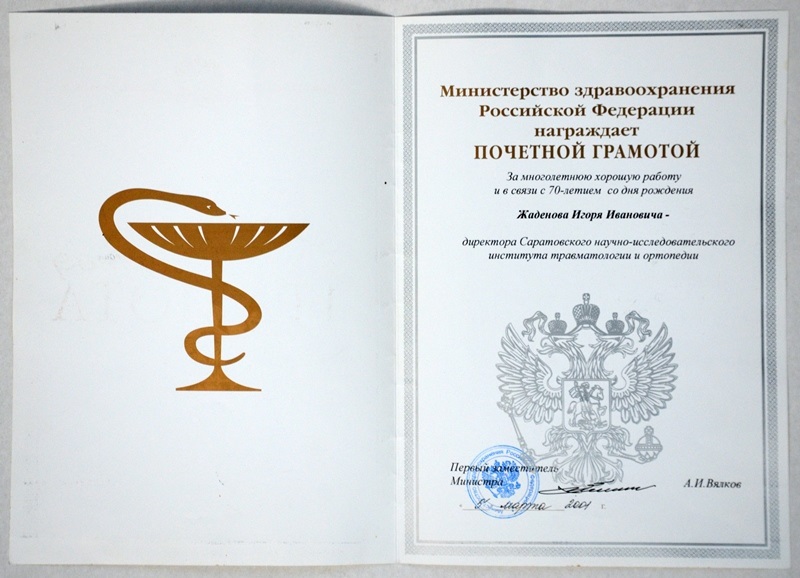 Министерство здравоохранения
Российской Федерации
награждает
ПОЧЕТНОЙ ГРАМОТОЙ
За многолетнюю хорошую работу
и в связи с 70-летием со дня рождения
Жаденова Игоря Ивановича -
директора Саратовского научно-исследовательского
института травматологии и ортопедии
Первый заместитель
Министра
А.И.Вялков
марта 2001 г.